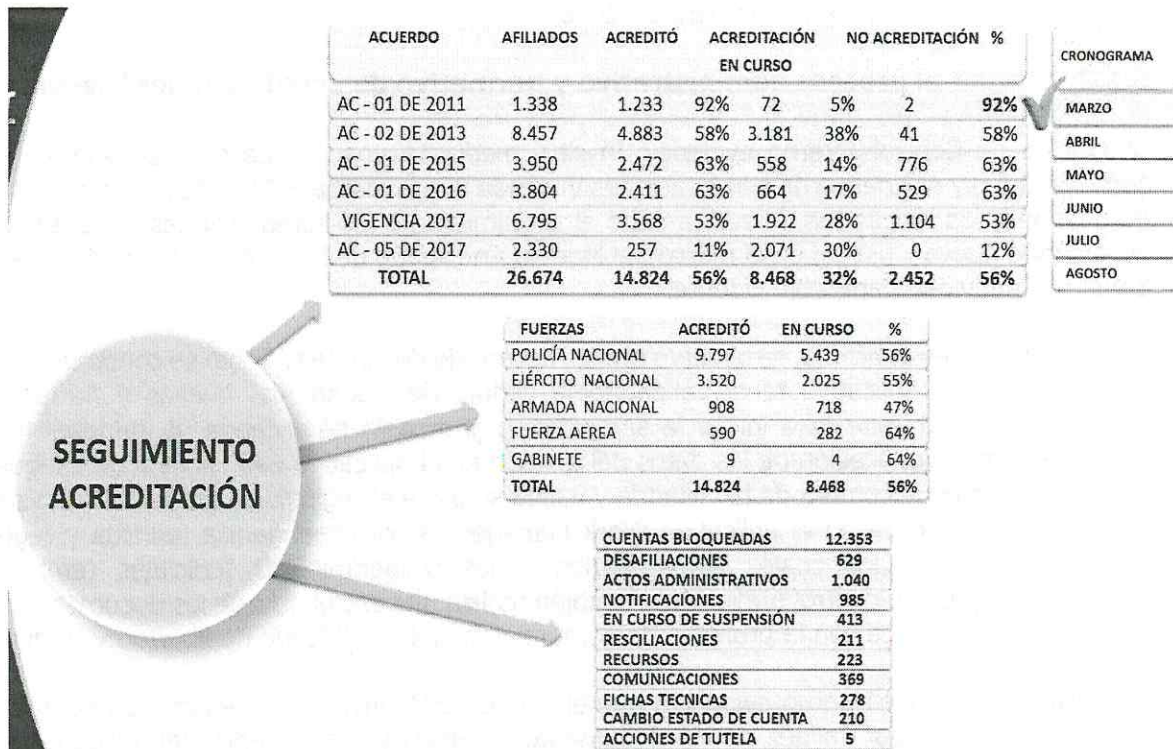 ACUERDO AFILIADOS ACREDITÓ ACREDITACIÓN EN CURSO NO ACREDITACIÓN %
AC - 01 DE 2011 1.338 1.233 92% 72 5% 2 92%
AC - 02 DE 2013 8.457 4.883 58% 3.181 38% 41 58%
AC - 01 DE 2015 3.950 2.472 63% 558 14% 776 63%
AC - 01 DE 2016 3.804 2.411 63% 664 17% 529 63%
VIGENCIA 2017 6.795 3.568 53% 1.922 28% 1.104 53%
AC - 05 DE 2017 2.330 257 11% 2.071 30% 0 12%
TOTAL 26.674 14.824 56% 8.468 32% 2.452 56%
CRONOGRAMA
MARZO
ABRIL
MAYO
JUNIO
JULIO
AGOSTO
SEGUIMIENTO
ACREDITACIÓN
FUERZAS ACREDITÓ EN CURSO %
POLICÍA NACIONAL 9.797 5.439 56%
EJÉRCITO NACIONAL 3.520 2.025 55%
ARMADA NACIONAL 908 718 47%
FUERZA AEREA 590 282 64%
GABINETE 9 4 64%
TOTAL 14.824 8.468 56%
CUENTAS BLOQUEADAS 12.353
DESAFILIACIONES 629
ACTOS ADMINISTRATIVOS 1.040
NOTIFICACIONES 985
EN CURSO DE SUSPENSIÓN 413
RESCILIACIONES 211
RECURSOS 223
COMUNICACIONES 369
FICHAS TECNICAS 278
CAMBIO ESTADO DE CUENTA 210
ACCIONES DE TUTELA 5